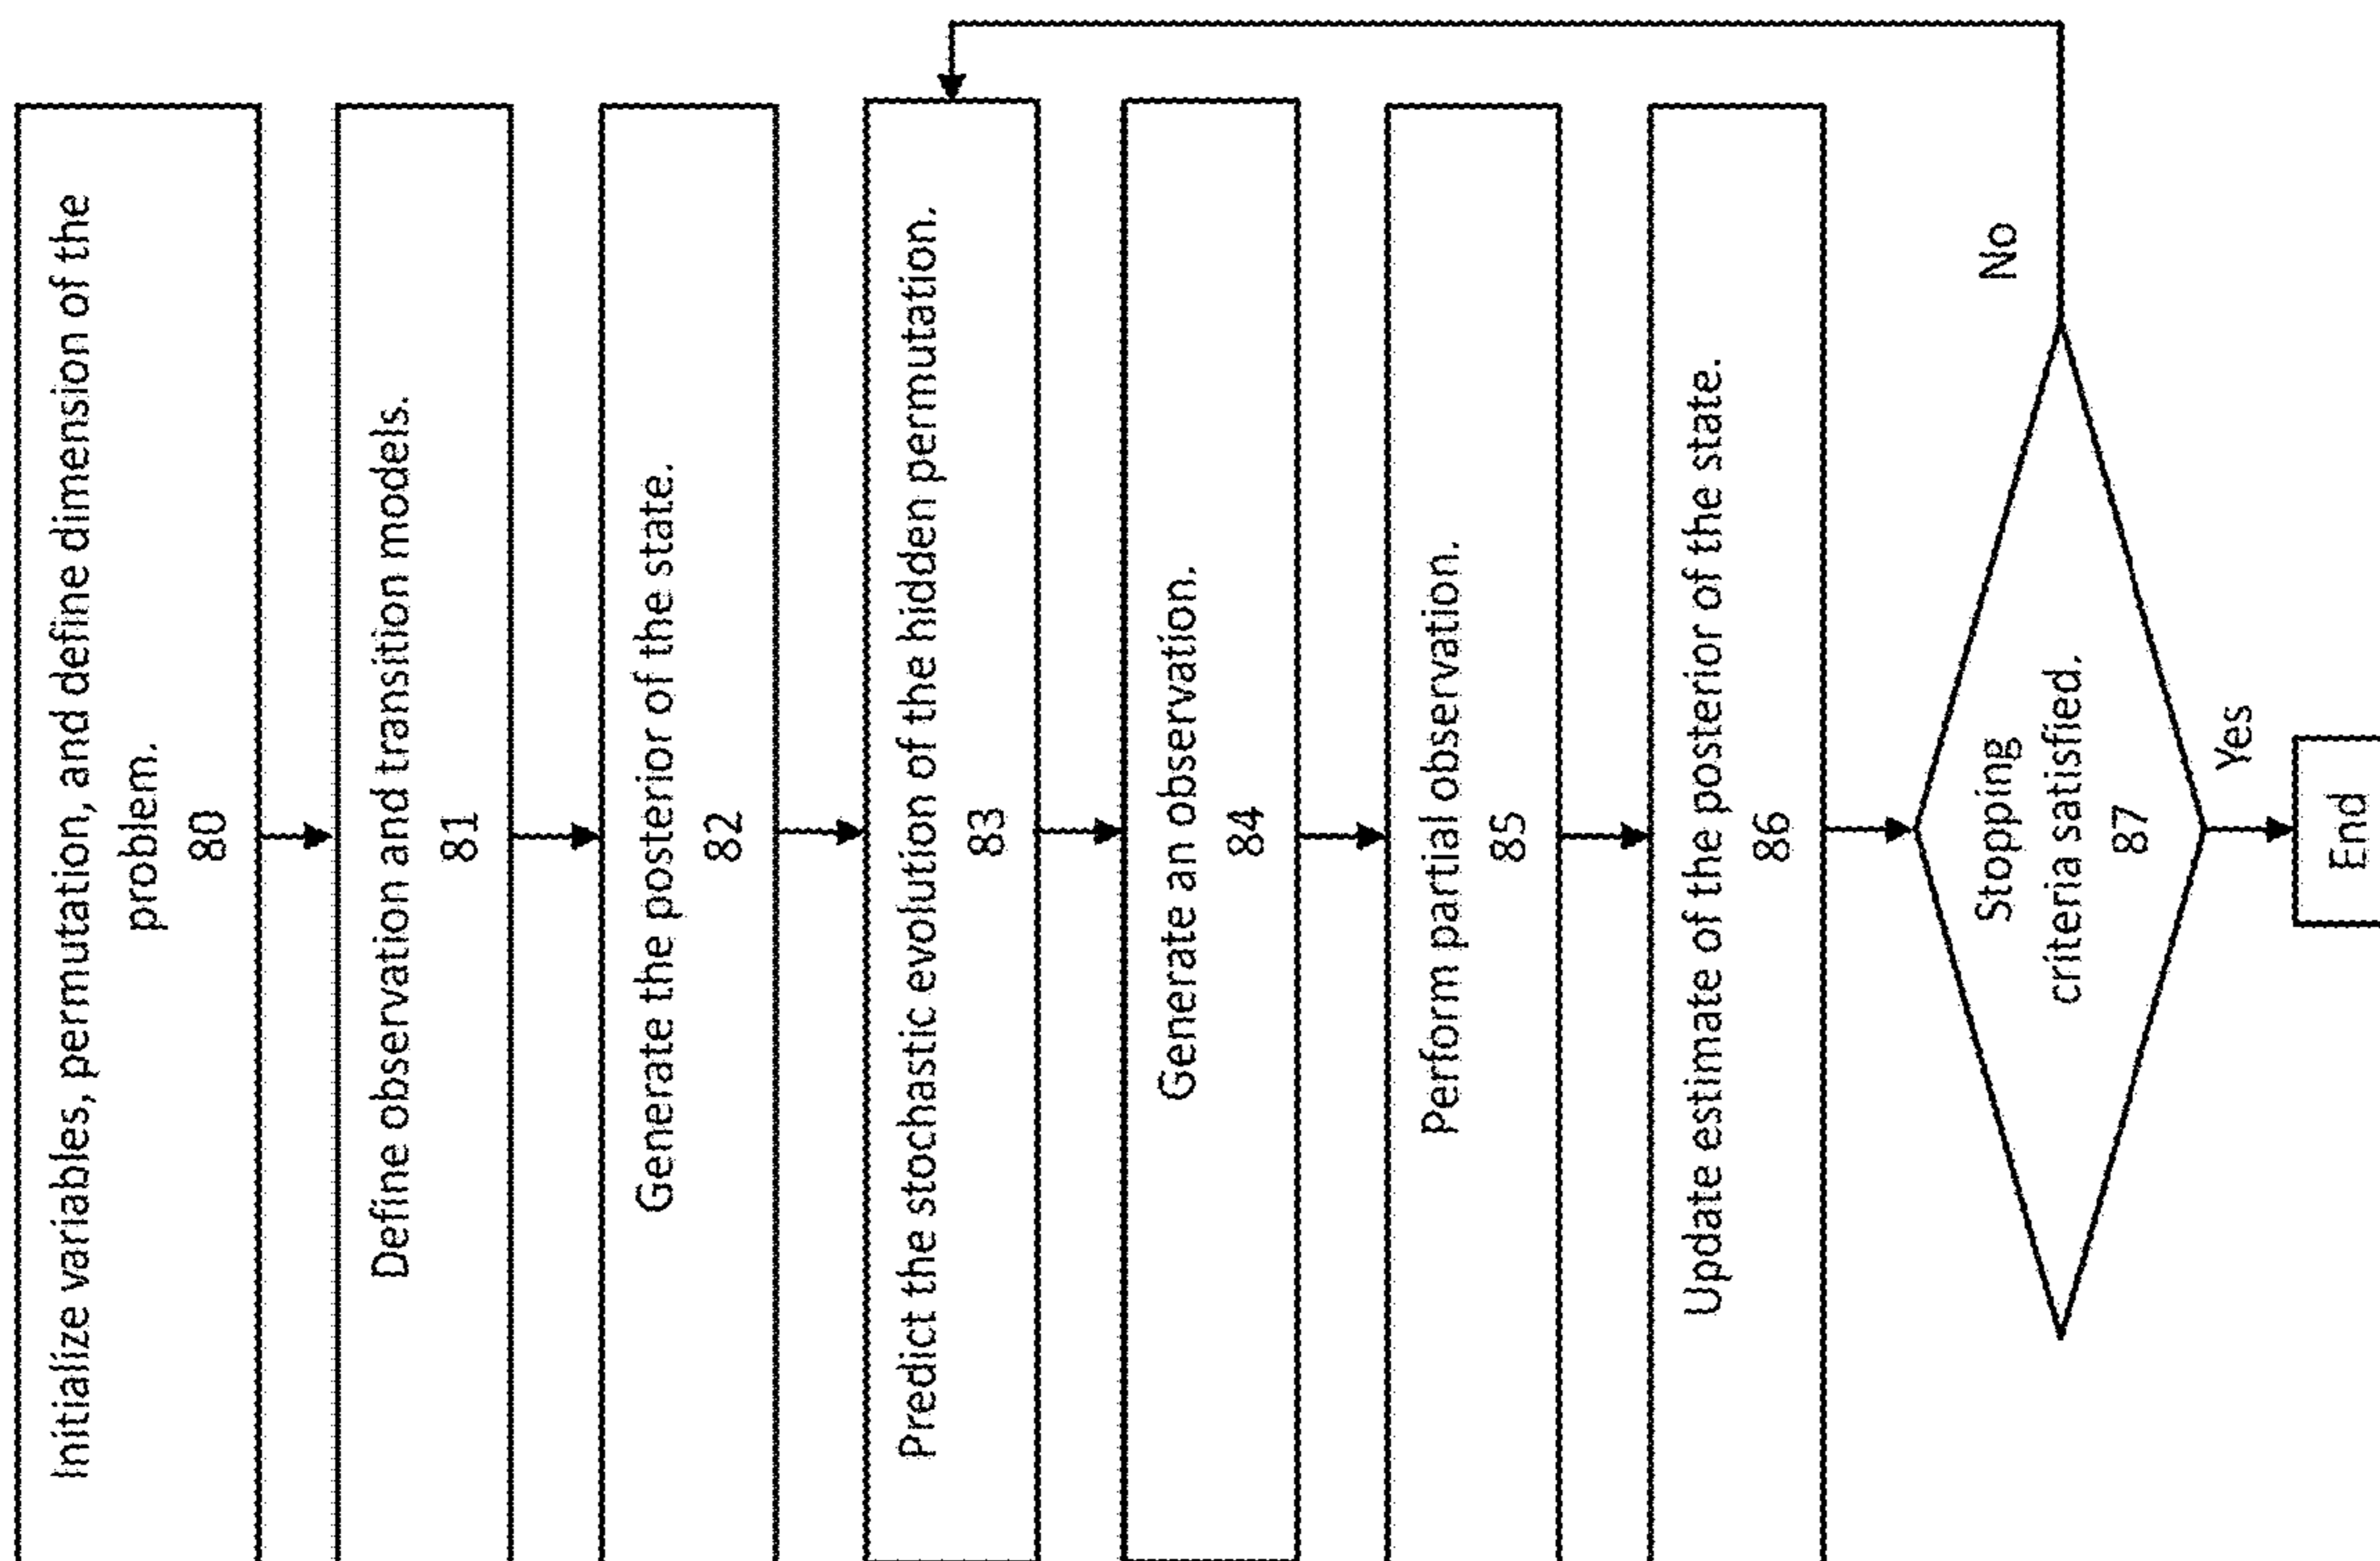 Initialize variables, permutation, and define dimension of the
problem.
80
Define observation and transition models.
81
Generate the posterior of the state.
82
Predict the stochastic evolution of the hidden permutation.
83
Generate an observation.
84
Perform partial observation.
85
Update estimate of the posterior of the state.
86
Stopping
criteria satisfied.
87
No
Yes
End